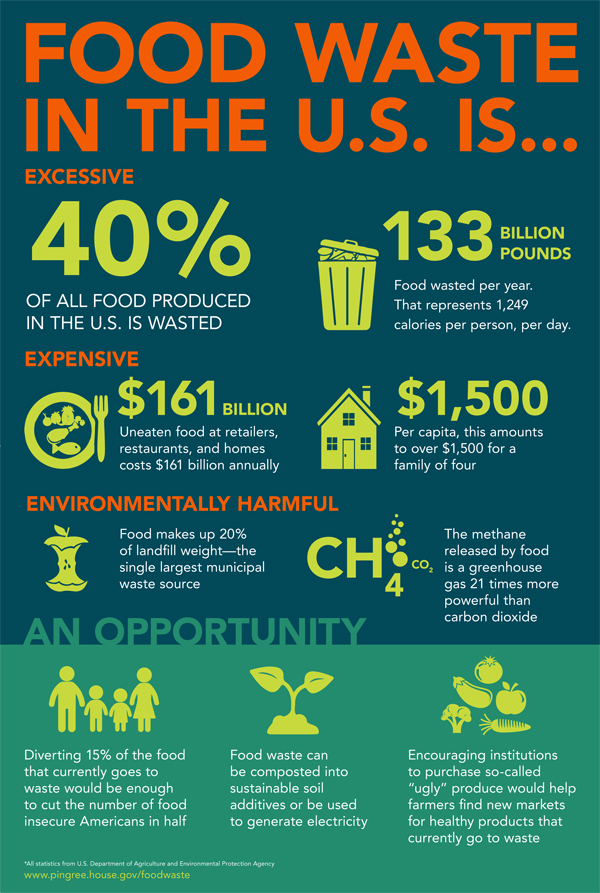 FOOD WASTE
IN THE U.S. IS...
EXCESSIVE
40%
OF ALL FOOD PRODUCED
IN THE U.S. IS WASTED
133 BILLION
POUNDS
Food wasted per year.
That represents 1,249
calories per person, per day.
EXPENSIVE
$161 BILLION
Uneaten food at retailers,
restaurants, and homes
costs $161 billion annually
$1,500
Per capita, this amounts
to over $1,500 for a
family of four
ENVIRONMENTALLY HARMFUL
Food makes up 20%
of landfill weight—the
single largest municipal
waste source
CH4 CO₂
The methane
released by food
is a greenhouse
gas 21 times more
powerful than
carbon dioxide
AN OPPORTUNITY
Diverting 15% of the food
that currently goes to
waste would be enough
to cut the number of food
insecure Americans in half
Food waste can
be composted into
sustainable soil
additives or be used
to generate electricity
Encouraging institutions
to purchase so-called
“ugly” produce would help
farmers find new markets
for healthy products that
currently go to waste
*All statistics from U.S. Department of Agriculture and Environmental Protection Agency
www.pingree.house.gov/foodwaste